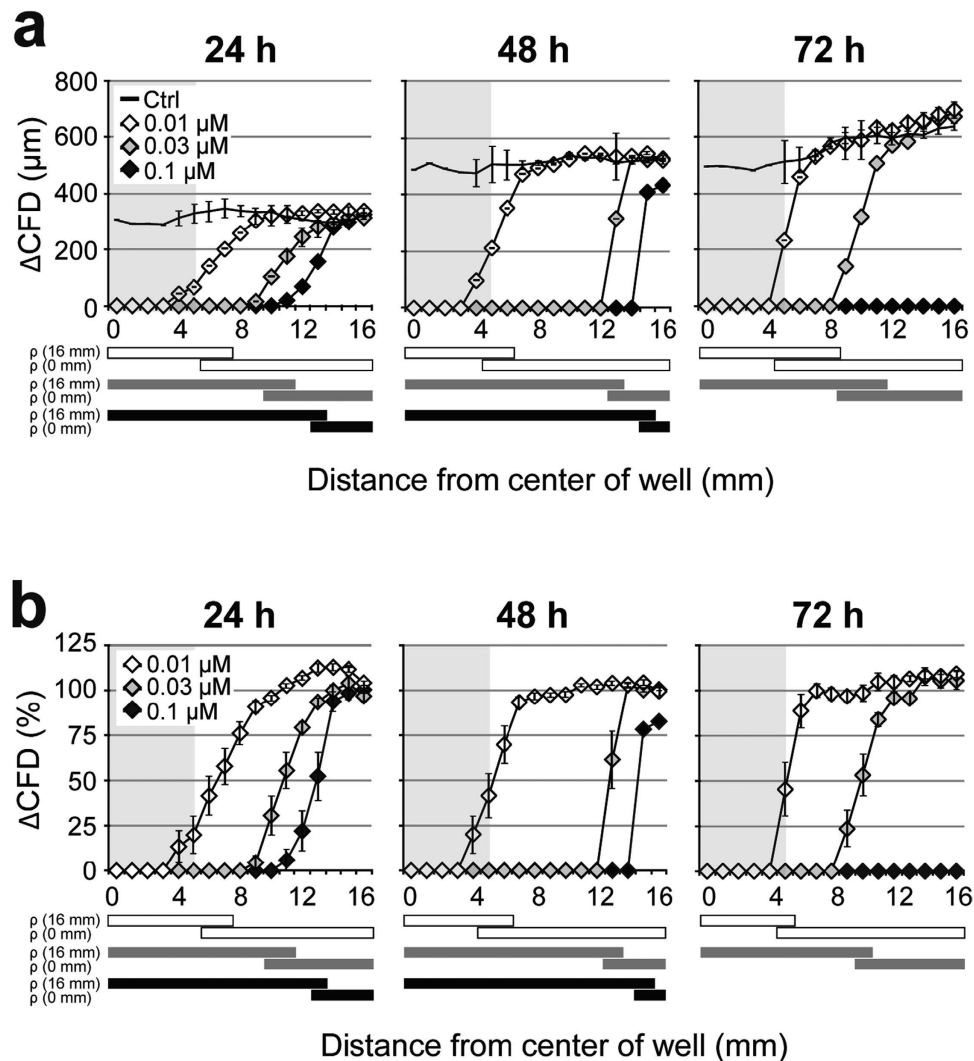 a
24 h 48 h 72 h
ΔCFD (µm)
800
600
400
200
0
Ctrl
0.01 µM
0.03 µM
0.1 µM
0 4 8 12 16 0 4 8 12 16 0 4 8 12 16
ρ (16 mm)
ρ (0 mm)
ρ (16 mm)
ρ (0 mm)
ρ (16 mm)
ρ (0 mm)
Distance from center of well (mm)
b
24 h 48 h 72 h
ΔCFD (%)
125
100
75
50
25
0
0.01 µM
0.03 µM
0.1 µM
0 4 8 12 16 0 4 8 12 16 0 4 8 12 16
ρ (16 mm)
ρ (0 mm)
ρ (16 mm)
ρ (0 mm)
ρ (16 mm)
ρ (0 mm)
Distance from center of well (mm)